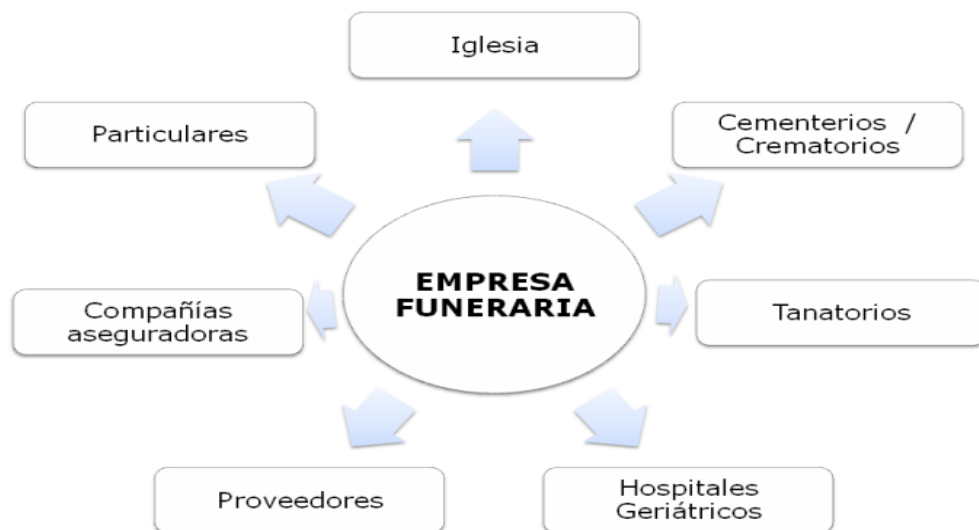 Iglesia
Particulares
Cementerios / 
Crematorios
EMPRESA
FUNERARIA
Compañías
aseguradoras
Tanatorios
Proveedores
Hospitales
Geriátricos